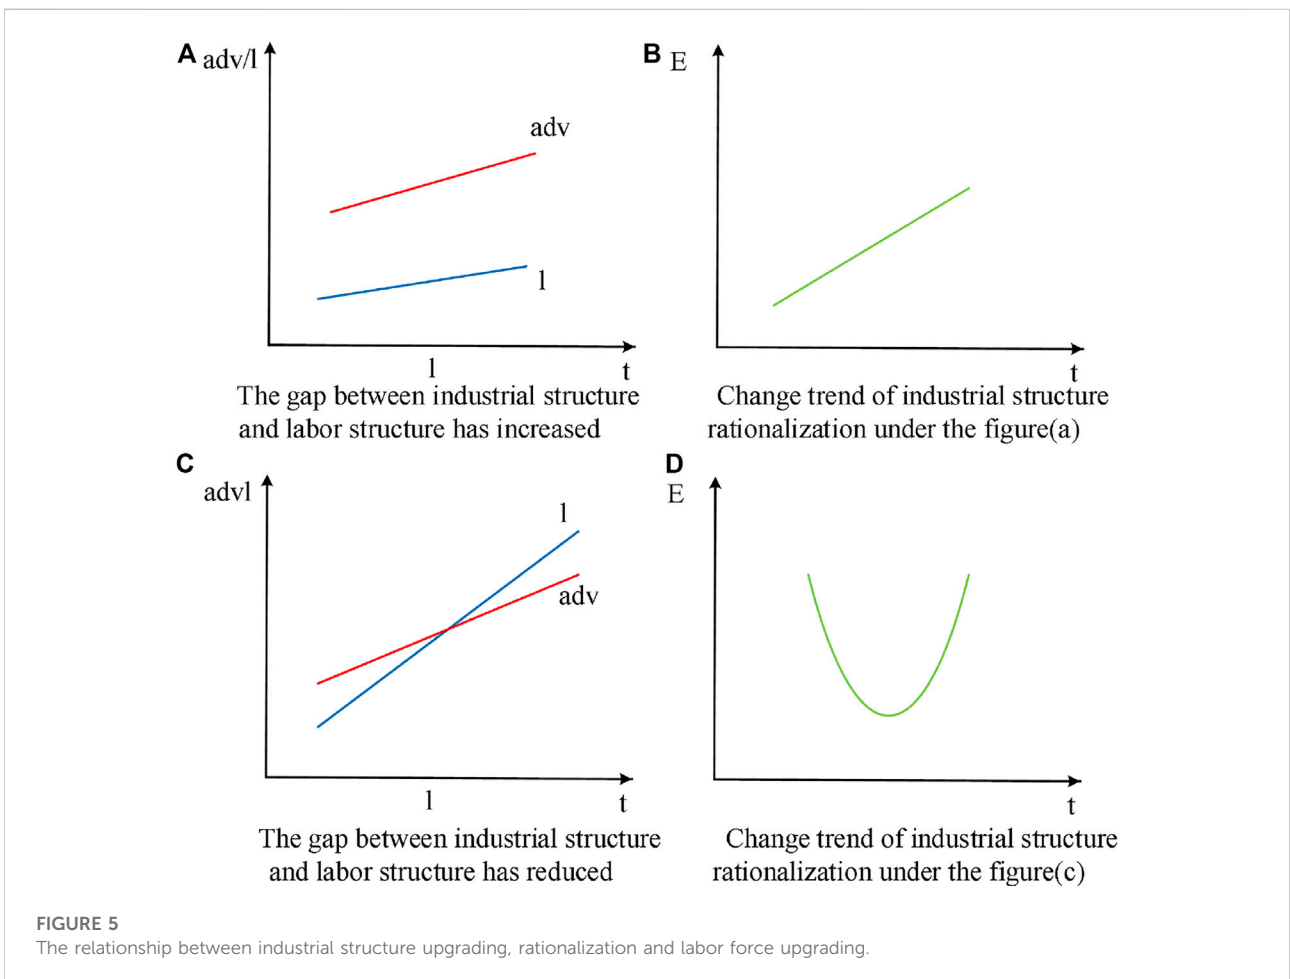 A
adv/l
adv
l
l
t
The gap between industrial structure
and labor structure has increased
B
E
t
Change trend of industrial structure
rationalization under the figure(a)
C
advl
l
adv
l
t
The gap between industrial structure
and labor structure has reduced
D
E
t
Change trend of industrial structure
rationalization under the figure(c)
FIGURE 5
The relationship between industrial structure upgrading, rationalization and labor force upgrading.